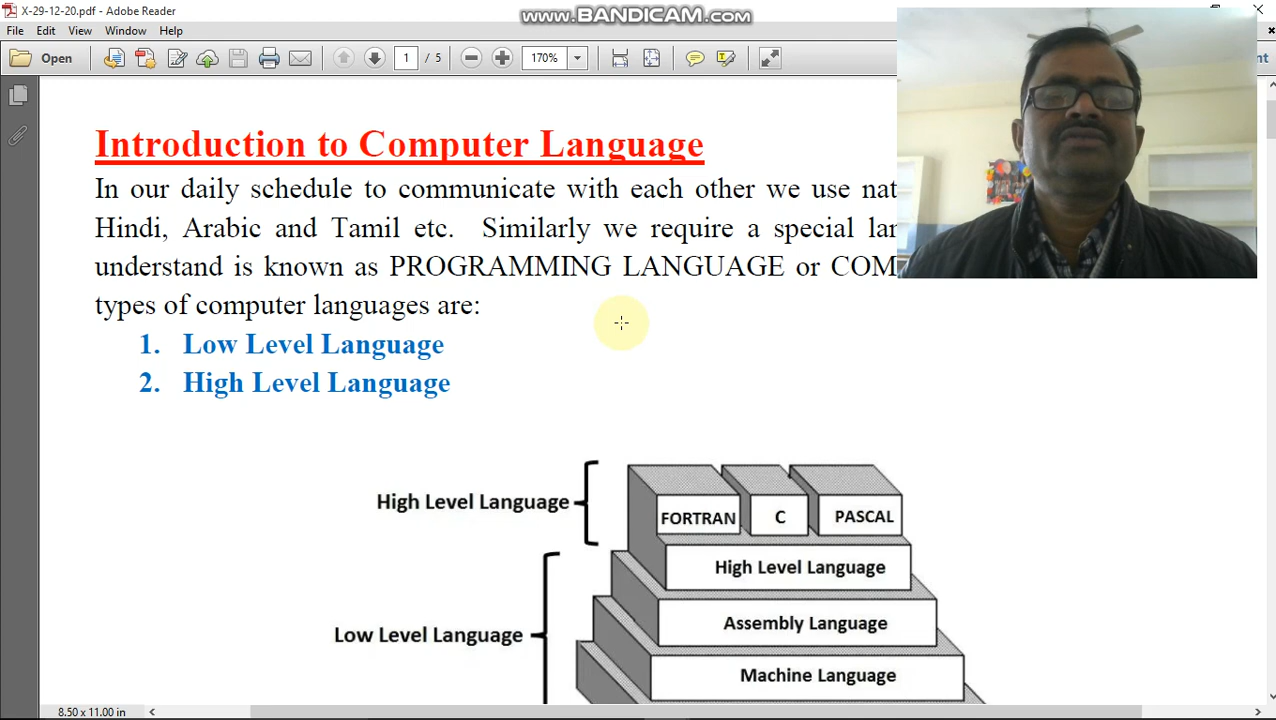 X-29-12-20.pdf - Adobe Reader
www.BANDICAM.com
File Edit View Window Help
Open 1 / 5 170%
Introduction to Computer Language
In our daily schedule to communicate with each other we use
Hindi, Arabic and Tamil etc. Similarly we require a special
understand is known as PROGRAMMING LANGUAGE or
types of computer languages are:
1. Low Level Language
2. High Level Language
High Level Language
FORTRAN C PASCAL
High Level Language
Assembly Language
Low Level Language
Machine Language
8.50 x 11.00 in